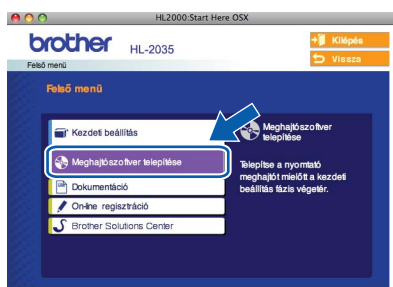 HL2000:Start Here OSX
brother HL-2035
Kilépés
Vissza
Felső menü
Felső menü
Kezdeti beállítás
Meghajtószoftver telepítése
Dokumentáció
On-line regisztráció
Brother Solutions Center
Meghajtószoftver
telepítése
Telepítse a nyomtató
meghajtót mielőtt a kezdeti
beállítás fázis végetér.